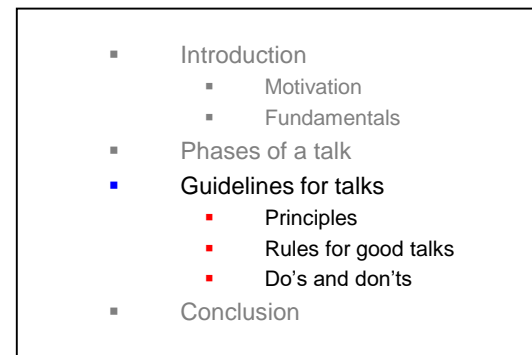 ▪ Introduction
▪ Motivation
▪ Fundamentals
▪ Phases of a talk
▪ Guidelines for talks
▪ Principles
▪ Rules for good talks
▪ Do’s and don’ts
▪ Conclusion